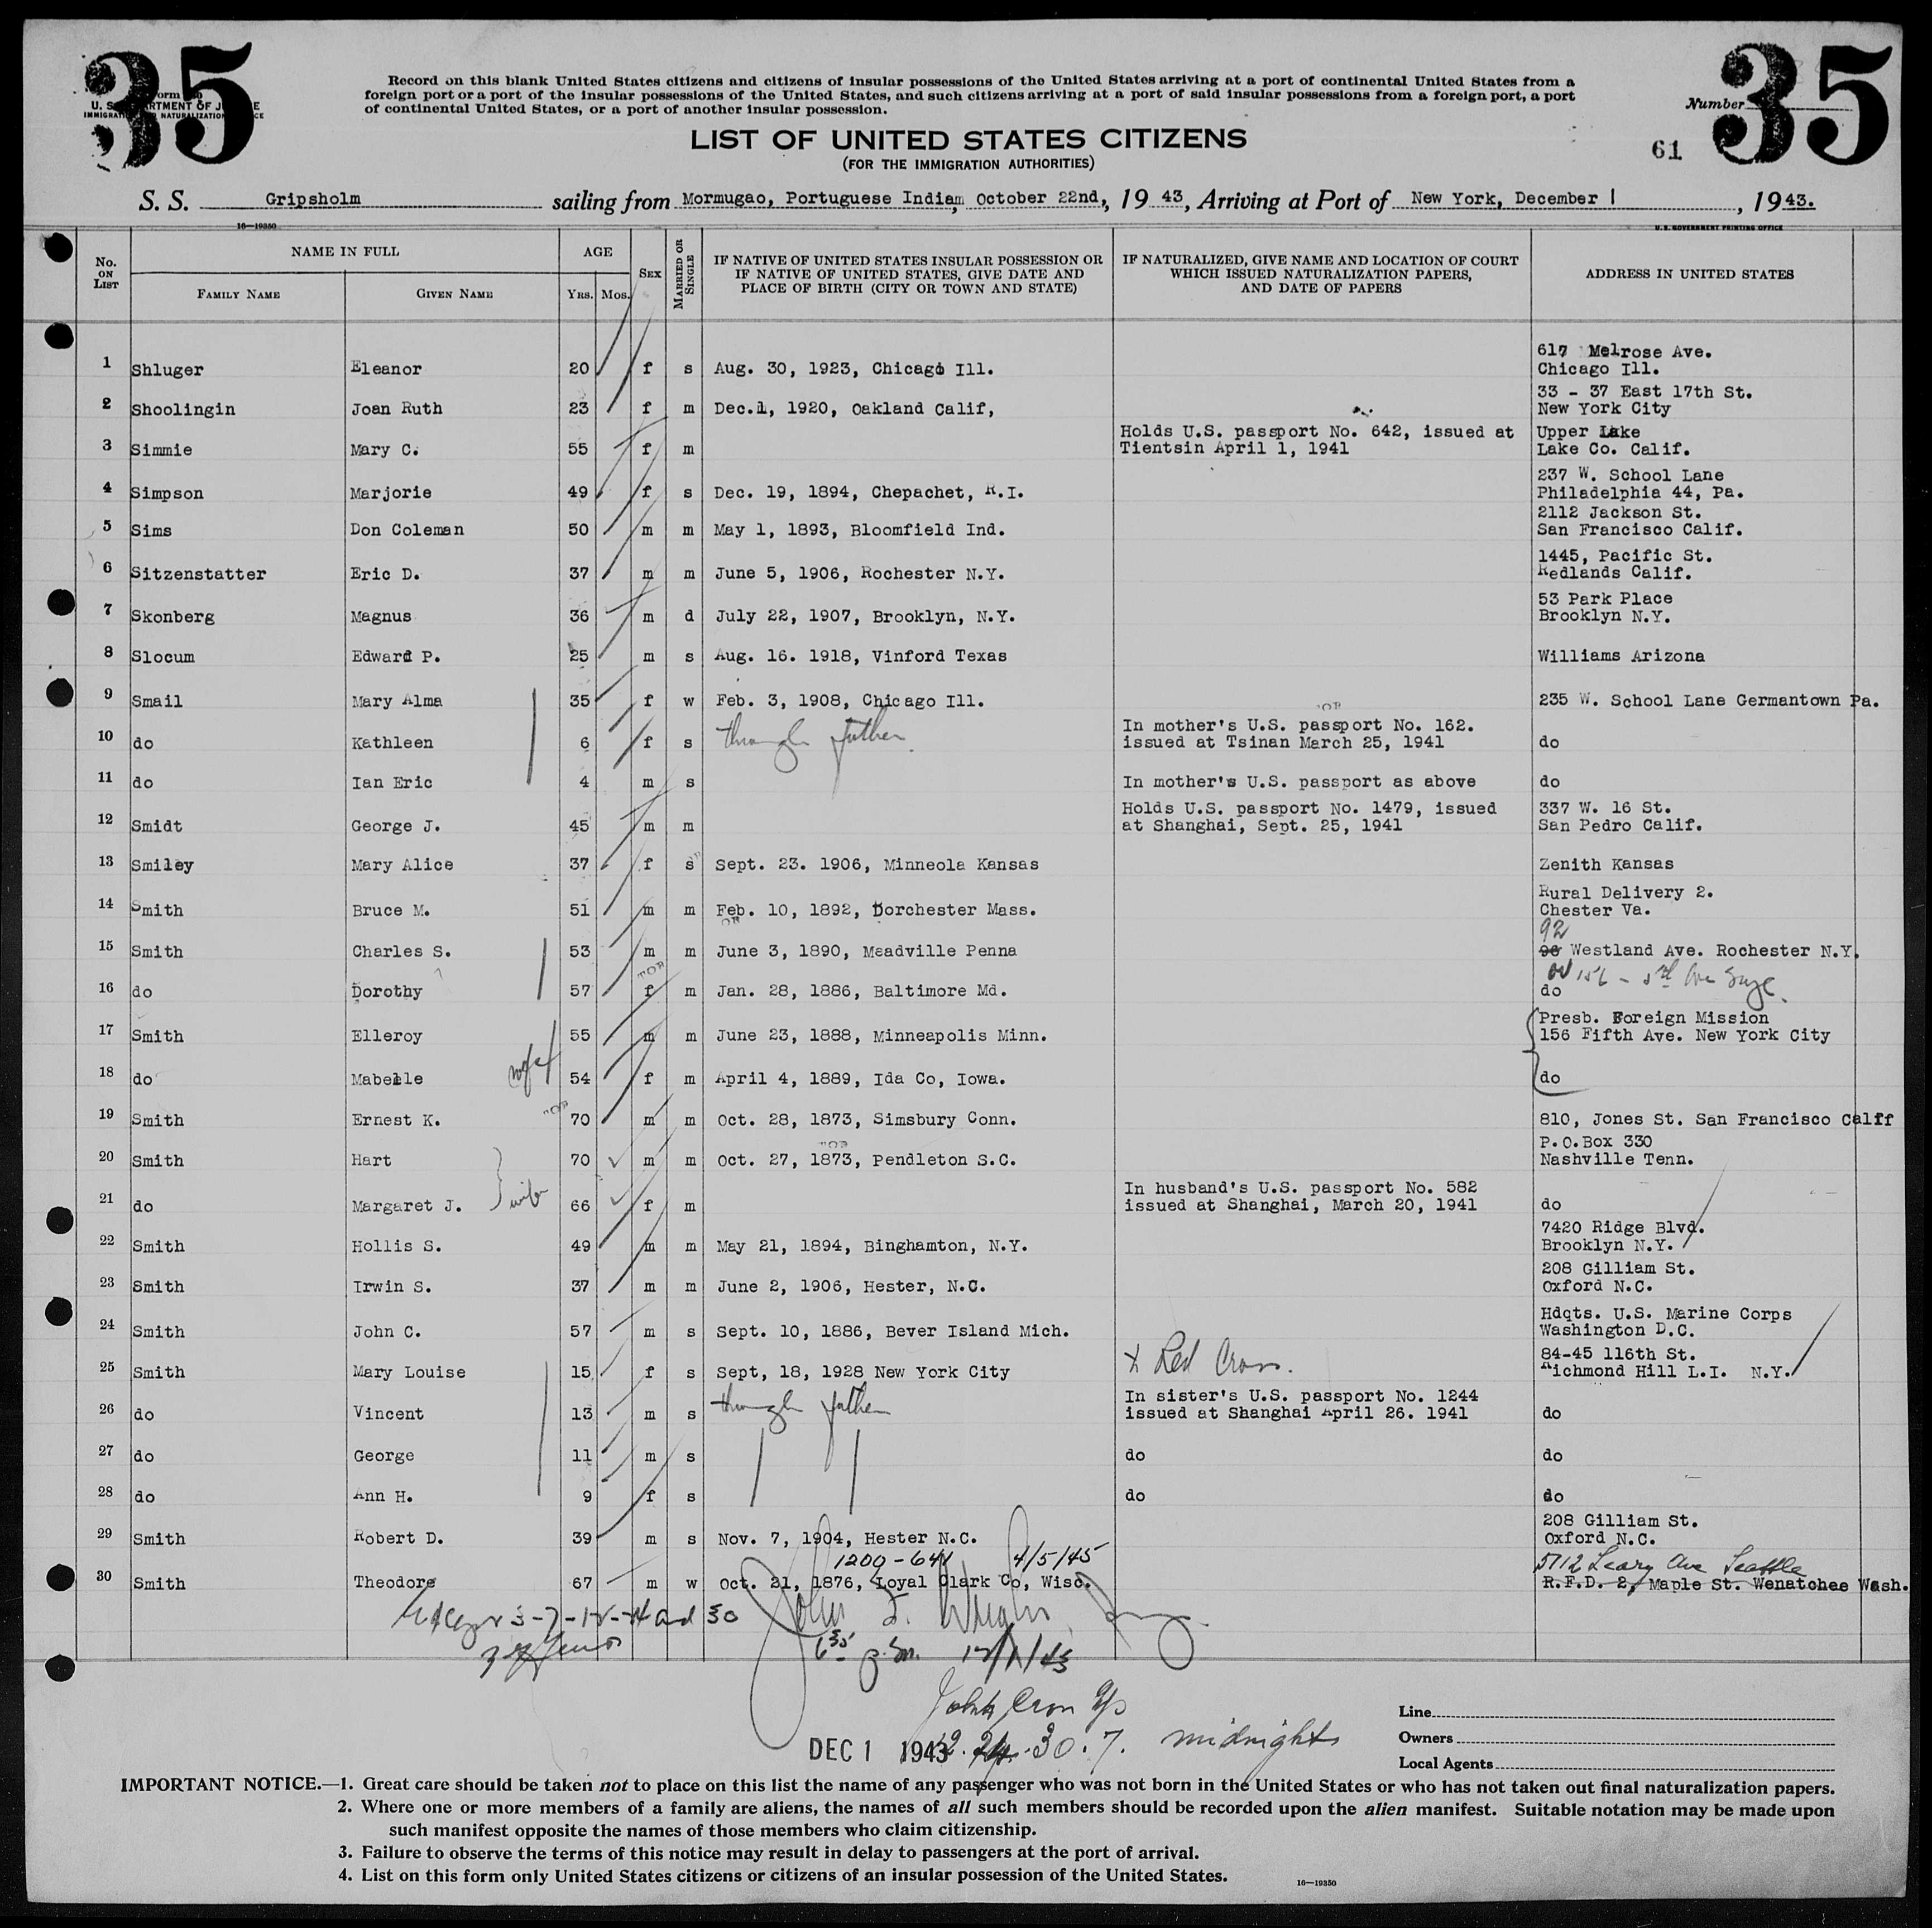 35
35
Record on this blank United States citizens and citizens of insular possessions of the United States arriving at a port of continental United States from a
foreign port or a port of the insular possessions of the United States, and such citizens arriving at a port of said insular possessions from a foreign port, a port
of continental United States, or a port of another insular possession.
Number
61
LIST OF UNITED STATES CITIZENS
(FOR THE IMMIGRATION AUTHORITIES)
S. S. Gripsholm sailing from Mormugao, Portuguese India, October 22nd, 19 43, Arriving at Port of New York, December 1, 1943.
16—19350
U. S. GOVERNMENT PRINTING OFFICE
No. ON LIST NAME IN FULL FAMILY NAME GIVEN NAME AGE YRS. MOS. SEX MARRIED OR SINGLE IF NATIVE OF UNITED STATES INSULAR POSSESSION OR IF NATIVE OF UNITED STATES, GIVE DATE AND PLACE OF BIRTH (CITY OR TOWN AND STATE) IF NATURALIZED, GIVE NAME AND LOCATION OF COURT WHICH ISSUED NATURALIZATION PAPERS, AND DATE OF PAPERS ADDRESS IN UNITED STATES
1 Shluger Eleanor 20 f s Aug. 30, 1923, Chicago Ill. 617 Melrose Ave. Chicago Ill.
2 Shoolingin Joan Ruth 23 f m Dec.1, 1920, Oakland Calif, 33 - 37 East 17th St. New York City
3 Simmie Mary C. 55 f m Holds U.S. passport No. 642, issued at Tientsin April 1, 1941 Upper Lake Lake Co. Calif.
4 Simpson Marjorie 49 f s Dec. 19, 1894, Chepachet, R.I. 237 W. School Lane Philadelphia 44, Pa.
5 Sims Don Coleman 50 m m May 1, 1893, Bloomfield Ind. 2112 Jackson St. San Francisco Calif.
6 Sitzenstatter Eric D. 37 m m June 5, 1906, Rochester N.Y. 1445, Pacific St. Redlands Calif.
7 Skonberg Magnus 36 m d July 22, 1907, Brooklyn, N.Y. 53 Park Place Brooklyn N.Y.
8 Slocum Edward P. 25 m s Aug. 16. 1918, Vinford Texas Williams Arizona
9 Smail Mary Alma 35 f w Feb. 3, 1908, Chicago Ill. 235 W. School Lane Germantown Pa.
10 do Kathleen 6 f s through father In mother's U.S. passport No. 162. issued at Tsinan March 25, 1941 do
11 do Ian Eric 4 m s In mother's U.S. passport as above do
12 Smidt George J. 45 m m Holds U.S. passport No. 1479, issued at Shanghai, Sept. 25, 1941 337 W. 16 St. San Pedro Calif.
13 Smiley Mary Alice 37 f s Sept. 23. 1906, Minneola Kansas Zenith Kansas
14 Smith Bruce M. 51 m m Feb. 10, 1892, Dorchester Mass. Rural Delivery 2. Chester Va.
15 Smith Charles S. 53 m m June 3, 1890, Meadville Penna 92 Westland Ave. Rochester N.Y.
16 do Dorothy 57 f m Jan. 28, 1886, Baltimore Md. do
17 Smith Elleroy 55 m m June 23, 1888, Minneapolis Minn. Presb. Foreign Mission 156 Fifth Ave. New York City
18 do Mabelle wife 54 f m April 4, 1889, Ida Co, Iowa. do
19 Smith Ernest K. 70 m m Oct. 28, 1873, Simsbury Conn. 810, Jones St. San Francisco Calff
20 Smith Hart 70 m m Oct. 27, 1873, Pendleton S.C. P.O.Box 330 Nashville Tenn.
21 do Margaret J. wife 66 f m In husband's U.S. passport No. 582 issued at Shanghai, March 20, 1941 do
22 Smith Hollis S. 49 m m May 21, 1894, Binghamton, N.Y. 7420 Ridge Blvd. Brooklyn N.Y.
23 Smith Irwin S. 37 m m June 2, 1906, Hester, N.C. 208 Gilliam St. Oxford N.C.
24 Smith John C. 57 m s Sept. 10, 1886, Bever Island Mich. Hdqts. U.S. Marine Corps Washington D.C.
25 Smith Mary Louise 15 f s Sept, 18, 1928 New York City x Red Cross. 84-45 116th St. Richmond Hill L.I. N.Y.
26 do Vincent 13 m s through father In sister's U.S. passport No. 1244 issued at Shanghai April 26. 1941 do
27 do George 11 m s do do
28 do Ann H. 9 f s do do
29 Smith Robert D. 39 m s Nov. 7, 1904, Hester N.C. 208 Gilliam St. Oxford N.C.
1200-641 4/5/45 5712 Leary Ave Seattle
30 Smith Theodore 67 m w Oct. 21, 1876, Loyal Clark Co, Wisc. R.F.D. 2, Maple St. Wenatchee Wash.
12/1/43
DEC 1 1943
midnight
Line
Owners
Local Agents
IMPORTANT NOTICE.—1. Great care should be taken not to place on this list the name of any passenger who was not born in the United States or who has not taken out final naturalization papers.
2. Where one or more members of a family are aliens, the names of all such members should be recorded upon the alien manifest. Suitable notation may be made upon
such manifest opposite the names of those members who claim citizenship.
3. Failure to observe the terms of this notice may result in delay to passengers at the port of arrival.
4. List on this form only United States citizens or citizens of an insular possession of the United States.
16—19350